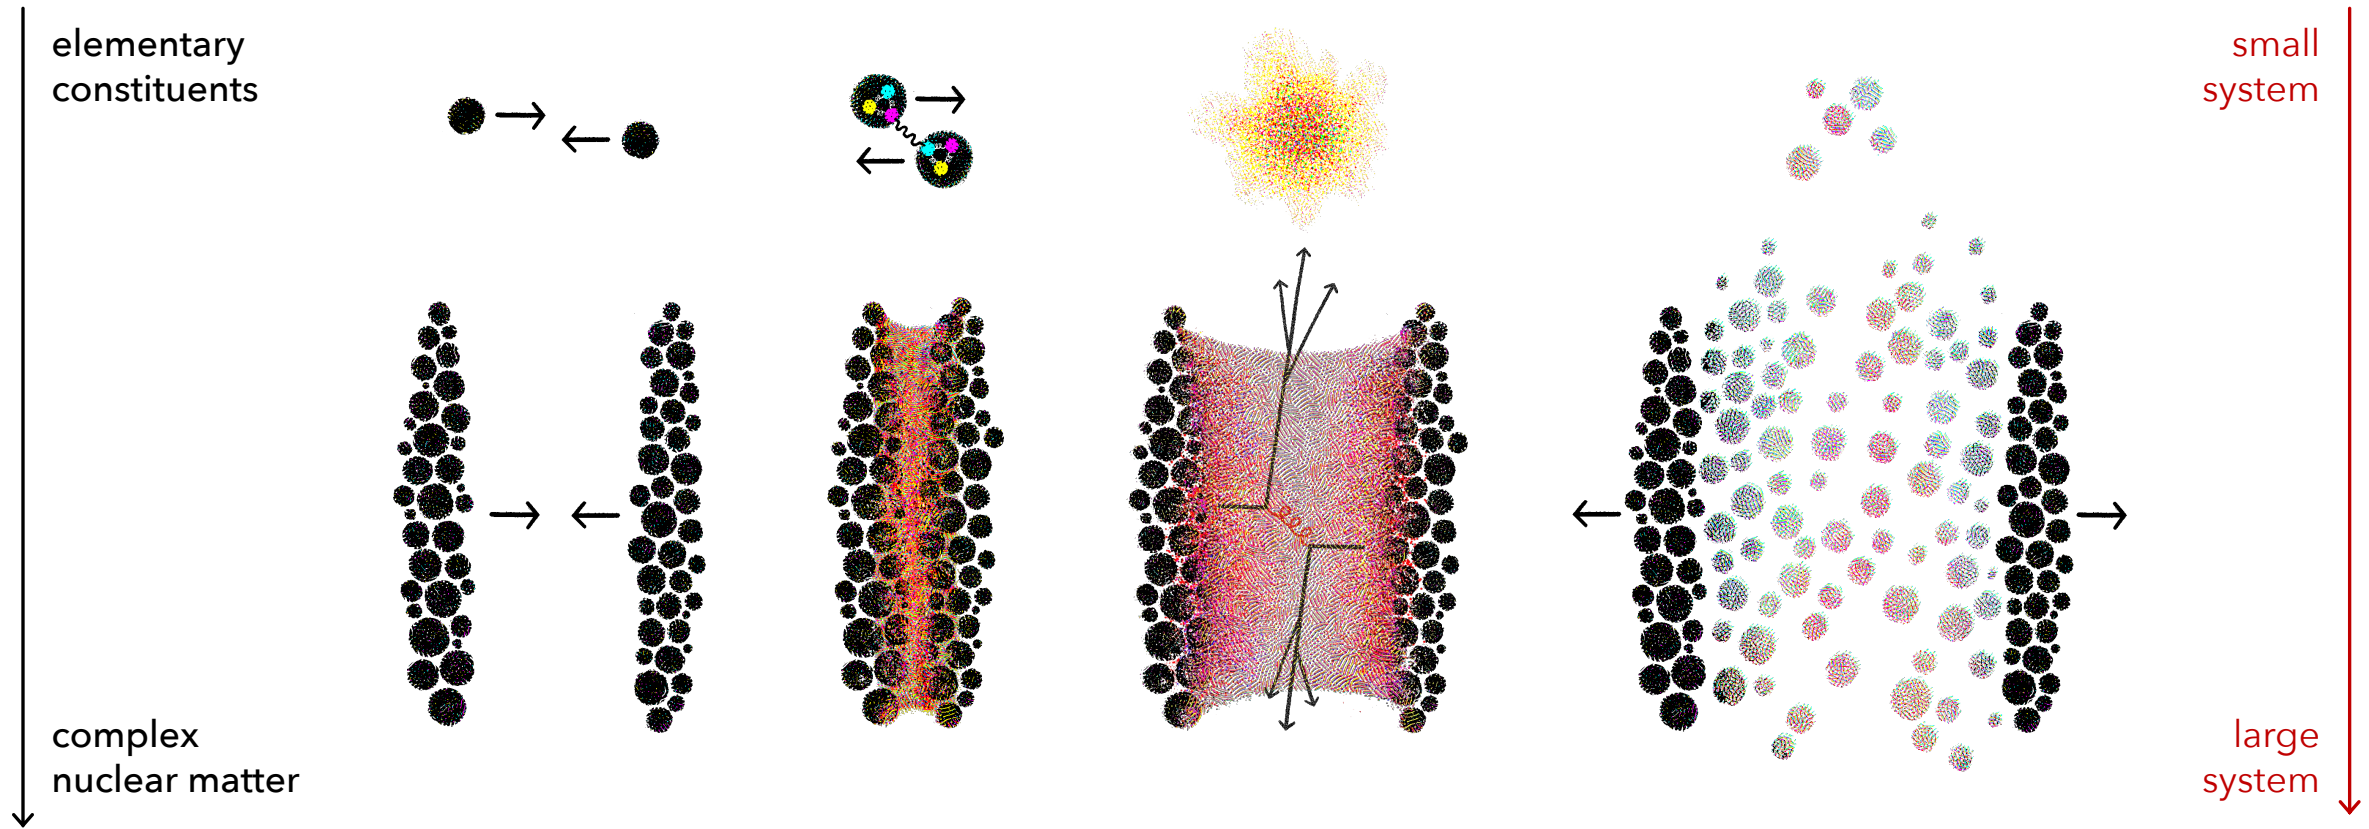 elementary
constituents
small
system
complex
nuclear matter
large
system